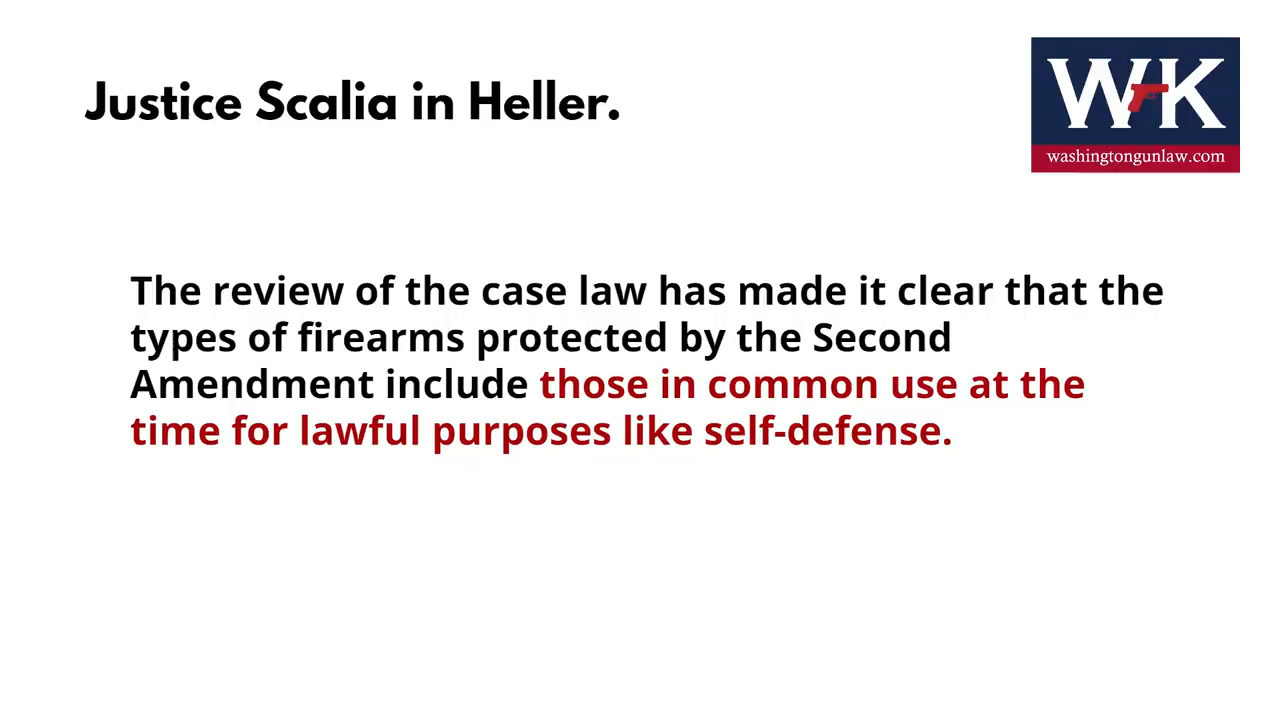 Justice Scalia in Heller.
WK
washingtongunlaw.com
The review of the case law has made it clear that the
types of firearms protected by the Second
Amendment include those in common use at the
time for lawful purposes like self-defense.